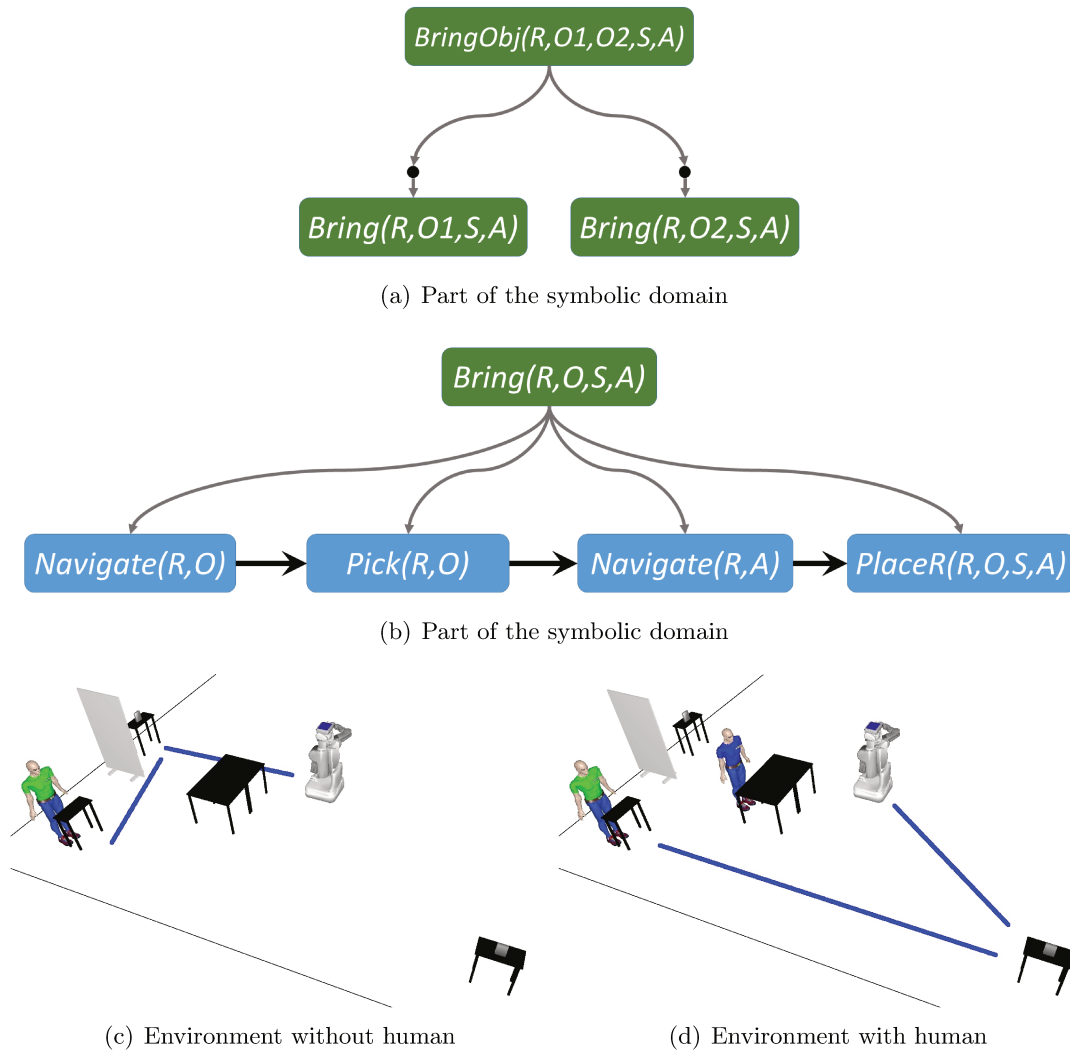 BringObj(R,O1,O2,S,A)
Bring(R,O1,S,A)
Bring(R,O2,S,A)
(a) Part of the symbolic domain
Bring(R,O,S,A)
Navigate(R,O)
Pick(R,O)
Navigate(R,A)
PlaceR(R,O,S,A)
(b) Part of the symbolic domain
(c) Environment without human
(d) Environment with human